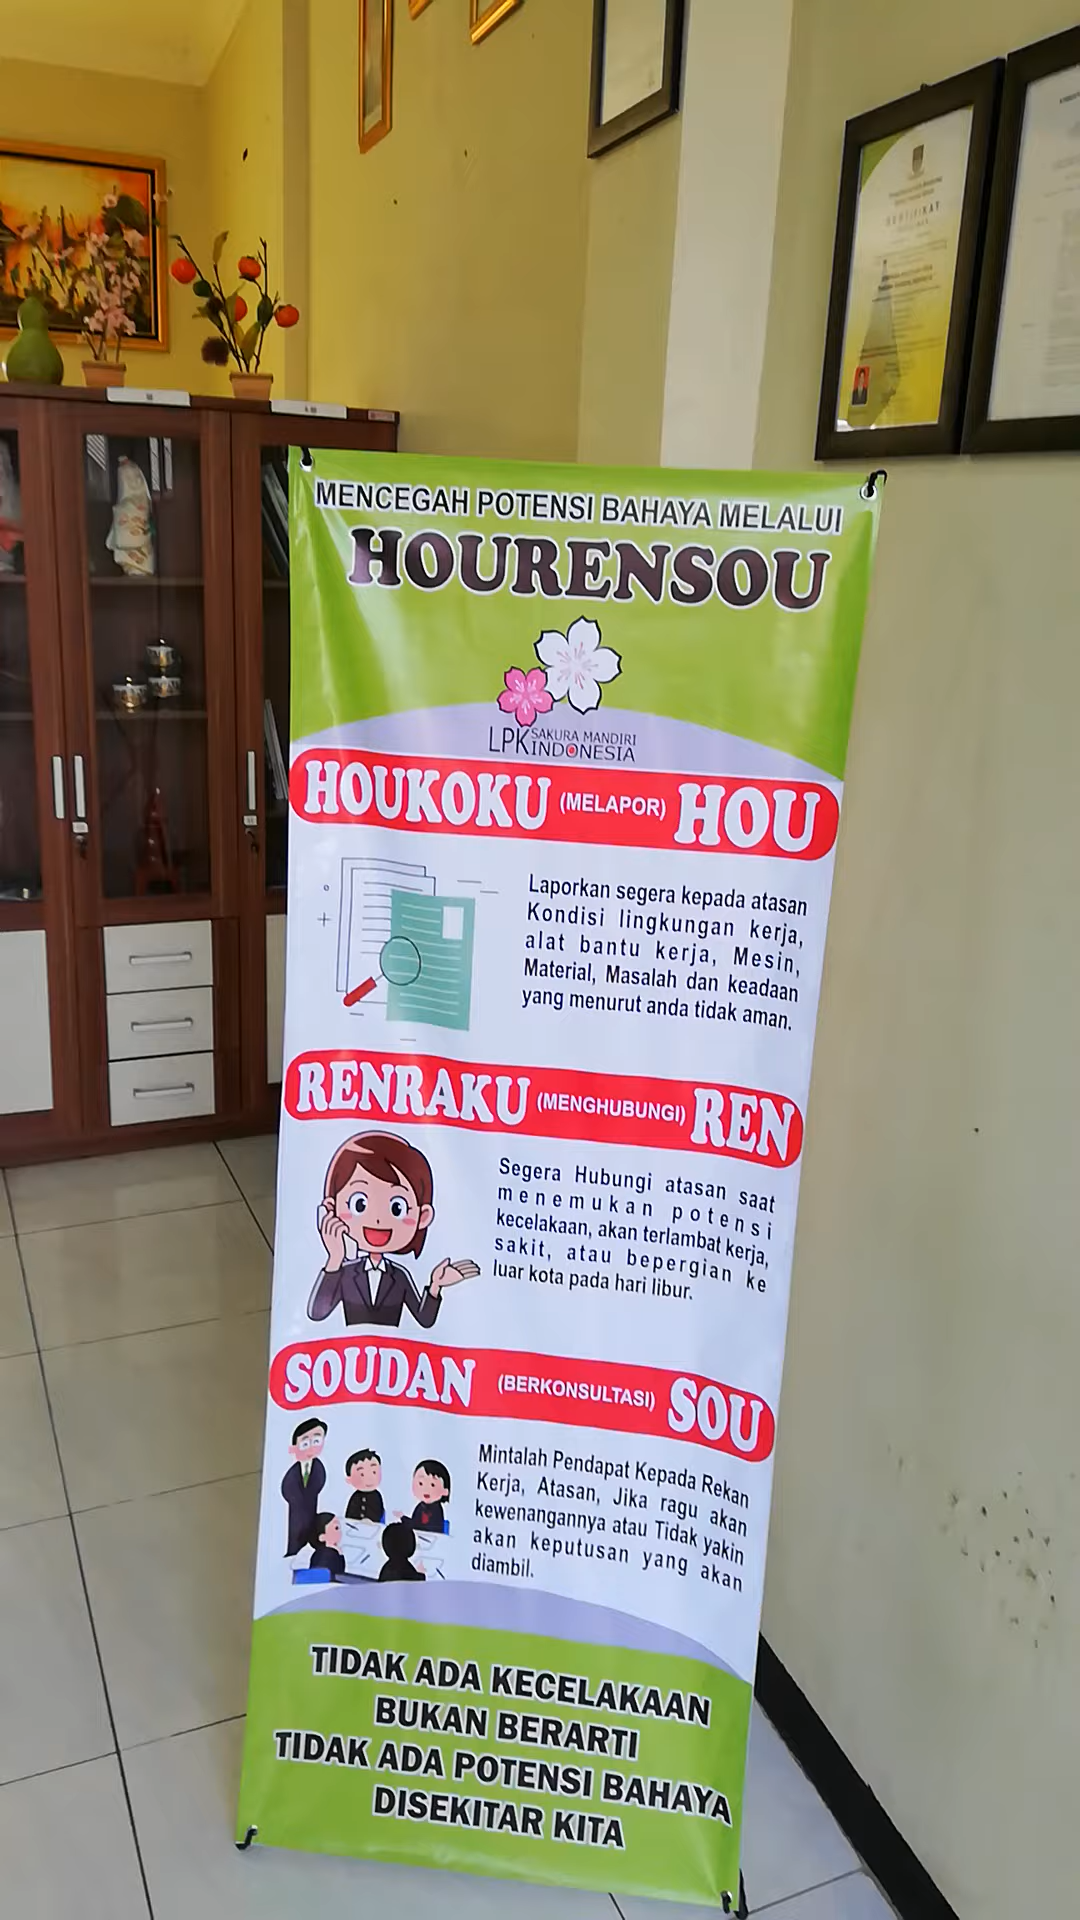 MENCEGAH POTENSI BAHAYA MELALUI
HOURENSOU
LPK SAKURA MANDIRI
INDONESIA
HOUKOKU (MELAPOR) HOU
Laporkan segera kepada atasan
Kondisi lingkungan kerja,
alat bantu kerja, Mesin,
Material, Masalah dan keadaan
yang menurut anda tidak aman.
RENRAKU (MENGHUBUNGI) REN
Segera Hubungi atasan saat
menemukan potensi
kecelakaan, akan terlambat kerja,
sakit, atau bepergian ke
luar kota pada hari libur.
SOUDAN (BERKONSULTASI) SOU
Mintalah Pendapat Kepada Rekan
Kerja, Atasan, Jika ragu akan
kewenangannya atau Tidak yakin
akan keputusan yang akan
diambil.
TIDAK ADA KECELAKAAN
BUKAN BERARTI
TIDAK ADA POTENSI BAHAYA
DISEKITAR KITA
SERTIFIKAT